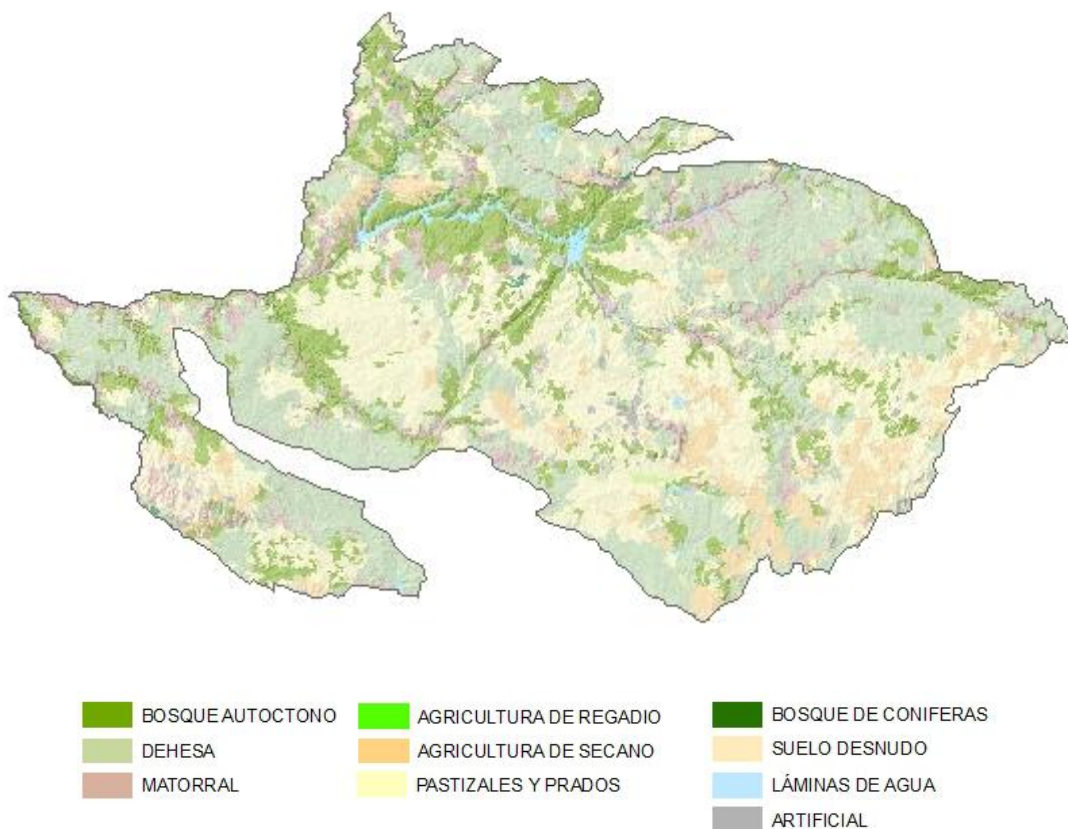 BOSQUE AUTOCTONO
DEHESA
MATORRAL
AGRICULTURA DE REGADIO
AGRICULTURA DE SECANO
PASTIZALES Y PRADOS
BOSQUE DE CONIFERAS
SUELO DESNUDO
LÁMINAS DE AGUA
ARTIFICIAL